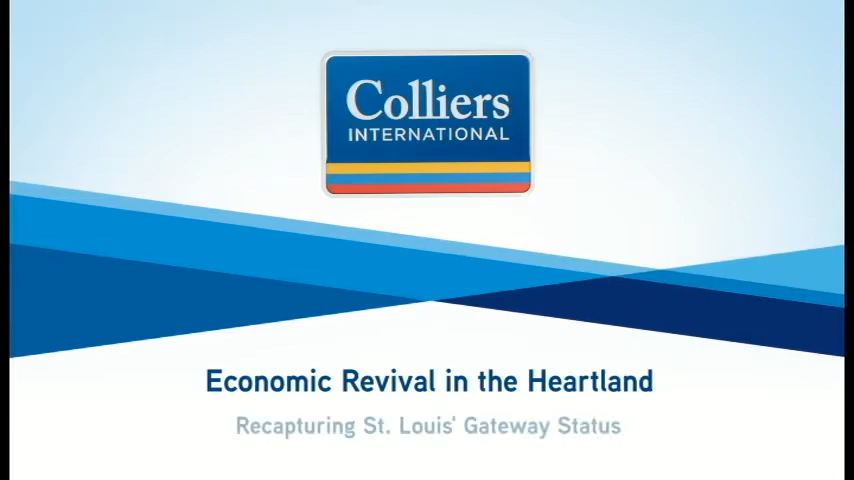 Colliers
INTERNATIONAL
Economic Revival in the Heartland
Recapturing St. Louis' Gateway Status